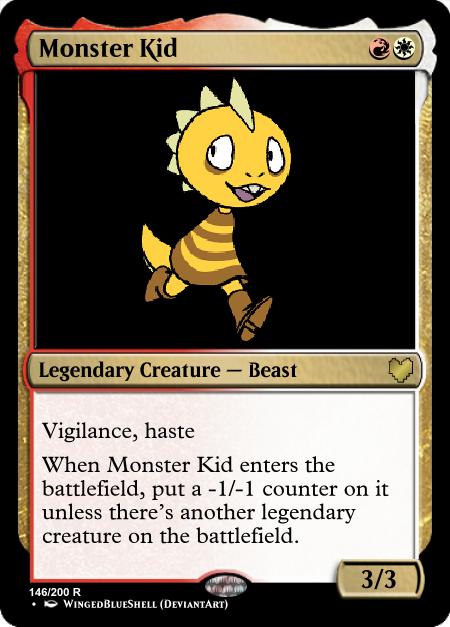 Monster Kid
Legendary Creature — Beast
Vigilance, haste
When Monster Kid enters the
battlefield, put a -1/-1 counter on it
unless there's another legendary
creature on the battlefield.
3/3
146/200 R
• WingedBlueShell (DeviantArt)